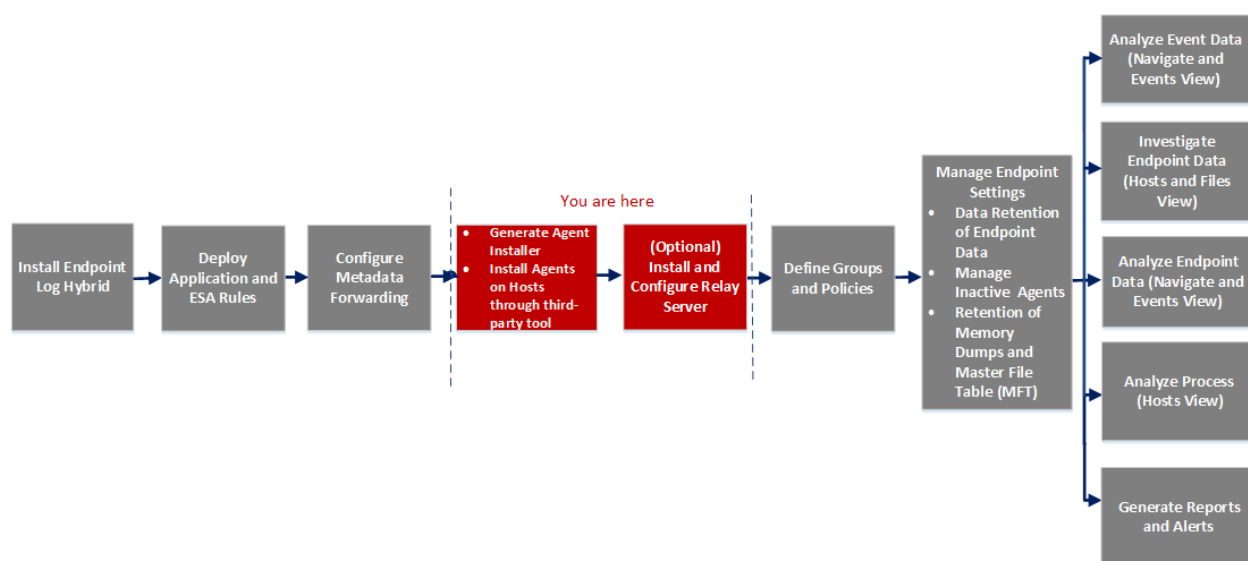 Install Endpoint
Log Hybrid
Deploy
Application and
ESA Rules
Configure
Metadada
Forwarding
You are here
• Generate Agent
Installer
• Install Agents
on Hosts
through third-
party tool
(Optional)
Install and
Configure Relay
Server
Define Groups
and Policies
Manage Endpoint
Settings
• Data Retention
of Endpoint
Data
• Manage
Inactive Agents
• Retention of
Memory
Dumps and
Master File
Table (MFT)
Analyze Event Data
(Navigate and
Events View)
Investigate
Endpoint Data
(Hosts and Files
View)
Analyze Endpoint
Data (Navigate and
Events View)
Analyze Process
(Hosts View)
Generate Reports
and Alerts